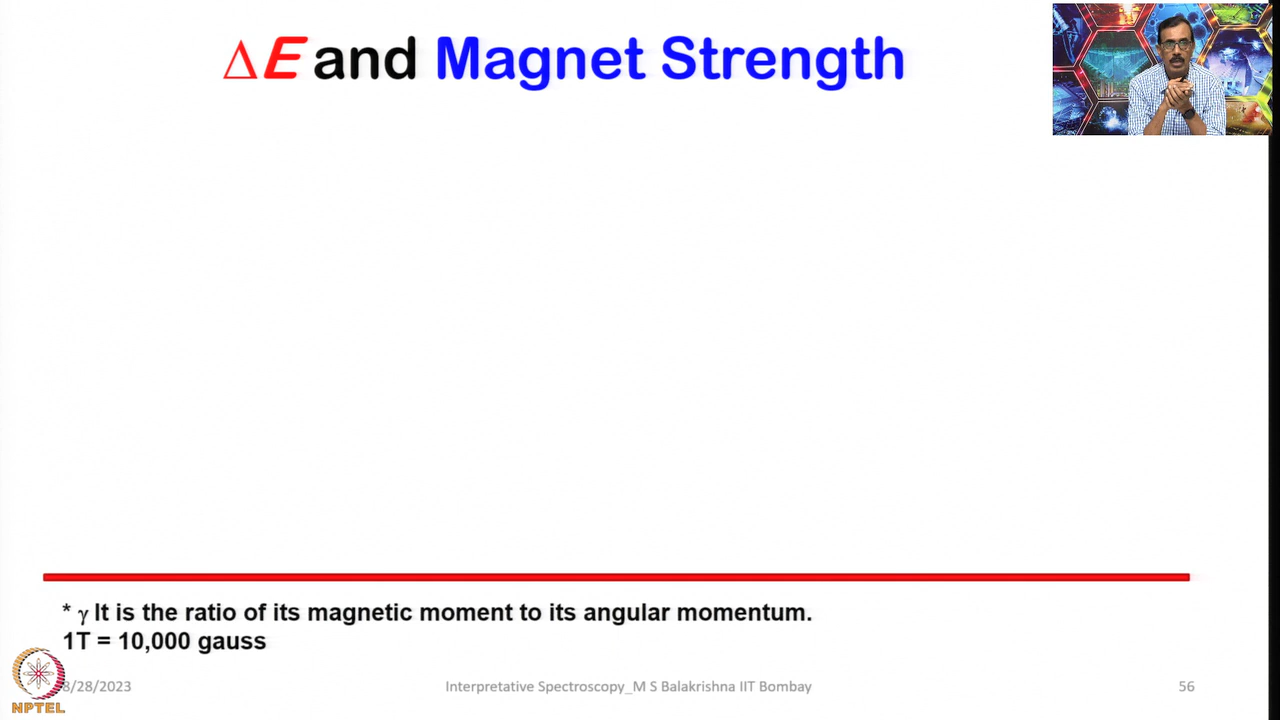 ΔE and Magnet Strength
* γ It is the ratio of its magnetic moment to its angular momentum.
1T = 10,000 gauss
8/28/2023
Interpretative Spectroscopy_M S Balakrishna IIT Bombay
56
NPTEL